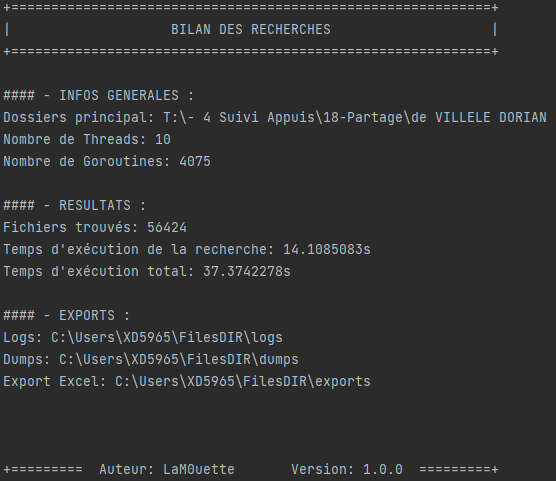 +============================================================+
|                    BILAN DES RECHERCHES                    |
+============================================================+
#### - INFOS GENERALES :
Dossiers principal: T:\- 4 Suivi Appuis\18-Partage\de VILLELE DORIAN
Nombre de Threads: 10
Nombre de Goroutines: 4075
#### - RESULTATS :
Fichiers trouvés: 56424
Temps d'exécution de la recherche: 14.1085083s
Temps d'exécution total: 37.3742278s
#### - EXPORTS :
Logs: C:\Users\XD5965\FilesDIR\logs
Dumps: C:\Users\XD5965\FilesDIR\dumps
Export Excel: C:\Users\XD5965\FilesDIR\exports
+=========  Auteur: LaM0uette       Version: 1.0.0  =========+